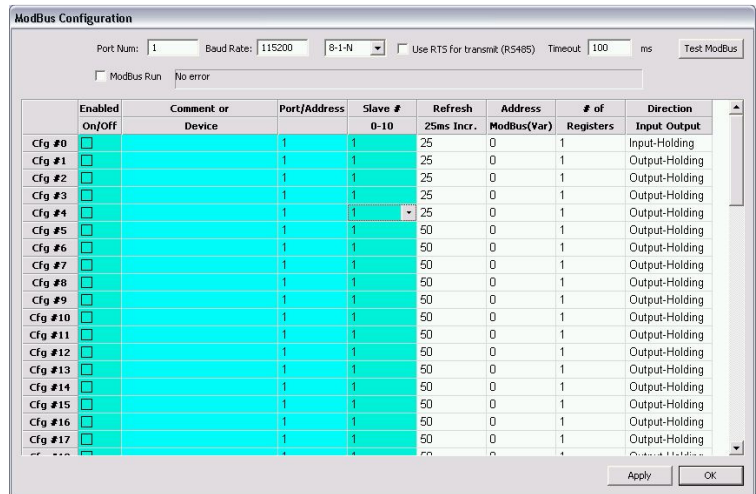 ModBus Configuration
Port Num: 1 Baud Rate: 115200 8-1-N Use RTS for transmit (RS485) Timeout 100 ms Test ModBus
ModBus Run No error
Enabled Comment or Port/Address Slave # Refresh Address # of Direction
On/Off Device 0-10 25ms Incr. ModBus(Var) Registers Input Output
Cfg #0 1 1 25 0 1 Input-Holding
Cfg #1 1 1 25 0 1 Output-Holding
Cfg #2 1 1 25 0 1 Output-Holding
Cfg #3 1 1 25 0 1 Output-Holding
Cfg #4 1 1 25 0 1 Output-Holding
Cfg #5 1 1 50 0 1 Output-Holding
Cfg #6 1 1 50 0 1 Output-Holding
Cfg #7 1 1 50 0 1 Output-Holding
Cfg #8 1 1 50 0 1 Output-Holding
Cfg #9 1 1 50 0 1 Output-Holding
Cfg #10 1 1 50 0 1 Output-Holding
Cfg #11 1 1 50 0 1 Output-Holding
Cfg #12 1 1 50 0 1 Output-Holding
Cfg #13 1 1 50 0 1 Output-Holding
Cfg #14 1 1 50 0 1 Output-Holding
Cfg #15 1 1 50 0 1 Output-Holding
Cfg #16 1 1 50 0 1 Output-Holding
Cfg #17 1 1 50 0 1 Output-Holding
Apply OK